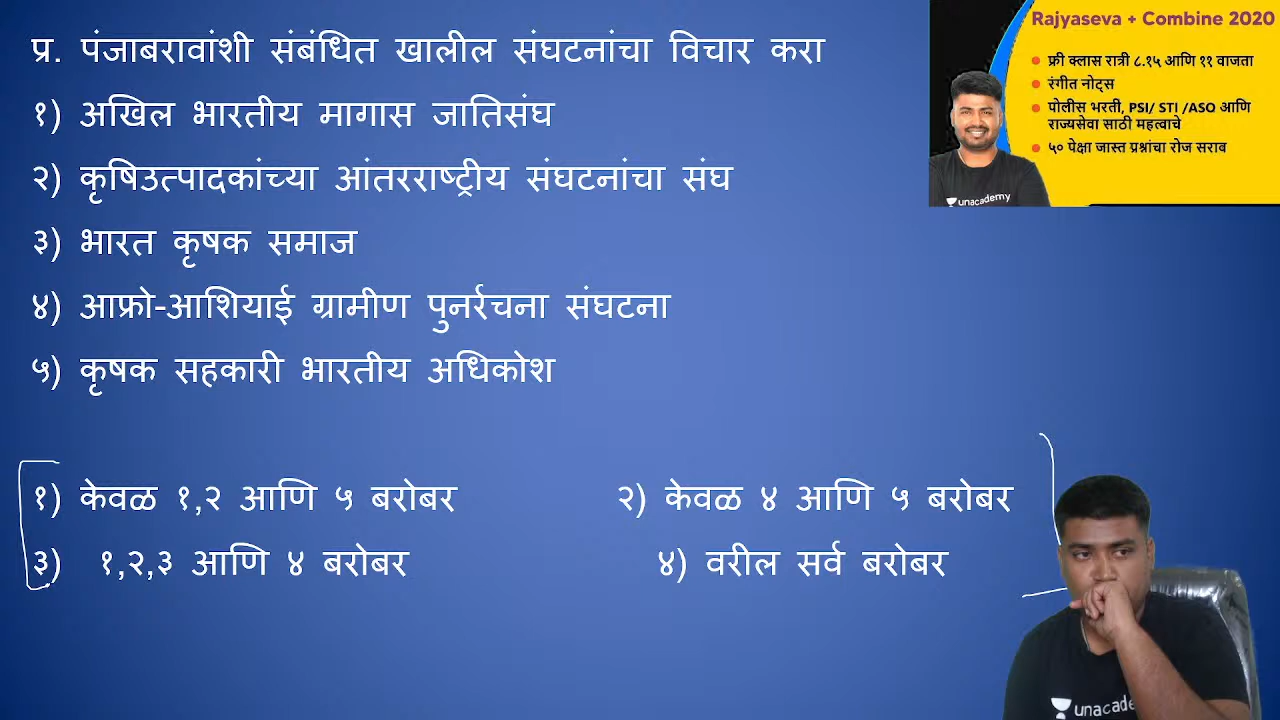 प्र. पंजाबरावांशी संबंधित खालील संघटनांचा विचार करा
१) अखिल भारतीय मागास जातिसंघ
२) कृषिउत्पादकांच्या आंतरराष्ट्रीय संघटनांचा संघ
३) भारत कृषक समाज
४) आफ्रो-आशियाई ग्रामीण पुनर्रचना संघटना
५) कृषक सहकारी भारतीय अधिकोश
१) केवळ १,२ आणि ५ बरोबर
२) केवळ ४ आणि ५ बरोबर
३) १,२,३ आणि ४ बरोबर
४) वरील सर्व बरोबर
Rajyaseva + Combine 2020
फ्री क्लास रात्री ८.१५ आणि ११ वाजता
रंगीत नोट्स
पोलीस भरती, PSI/ STI /ASO आणि
राज्यसेवा साठी महत्वाचे
५० पेक्षा जास्त प्रश्नांचा रोज सराब
unacademy